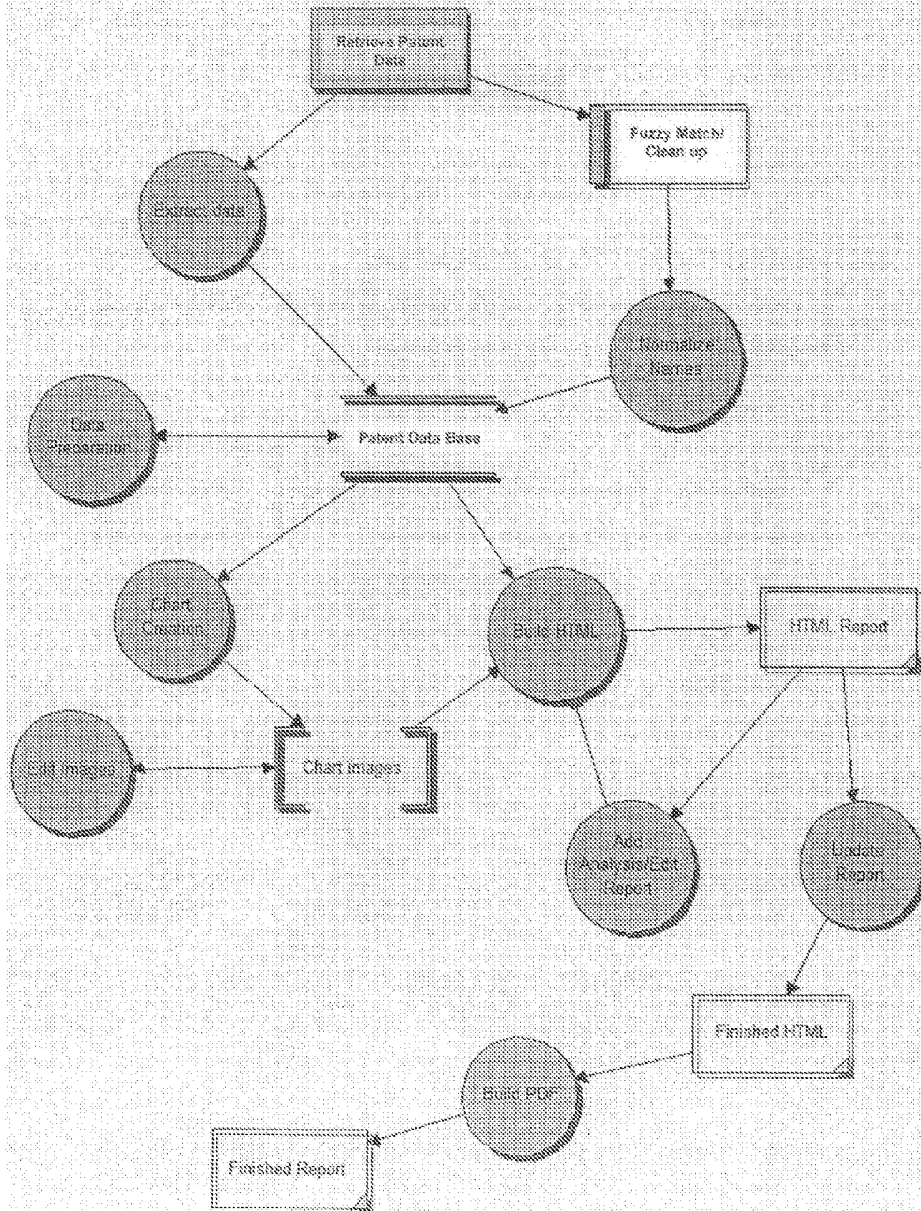 Retrieve Patent
Data
Fuzzy Match/
Clean up
Extract data
Normalize
Names
Data
Preparation
Patent Data Base
Chart
Creation
Build HTML
HTML Report
Edit Images
Chart Images
Add
Analysis/Edit
Report
Update
Report
Finished HTML
Build PDF
Finished Report